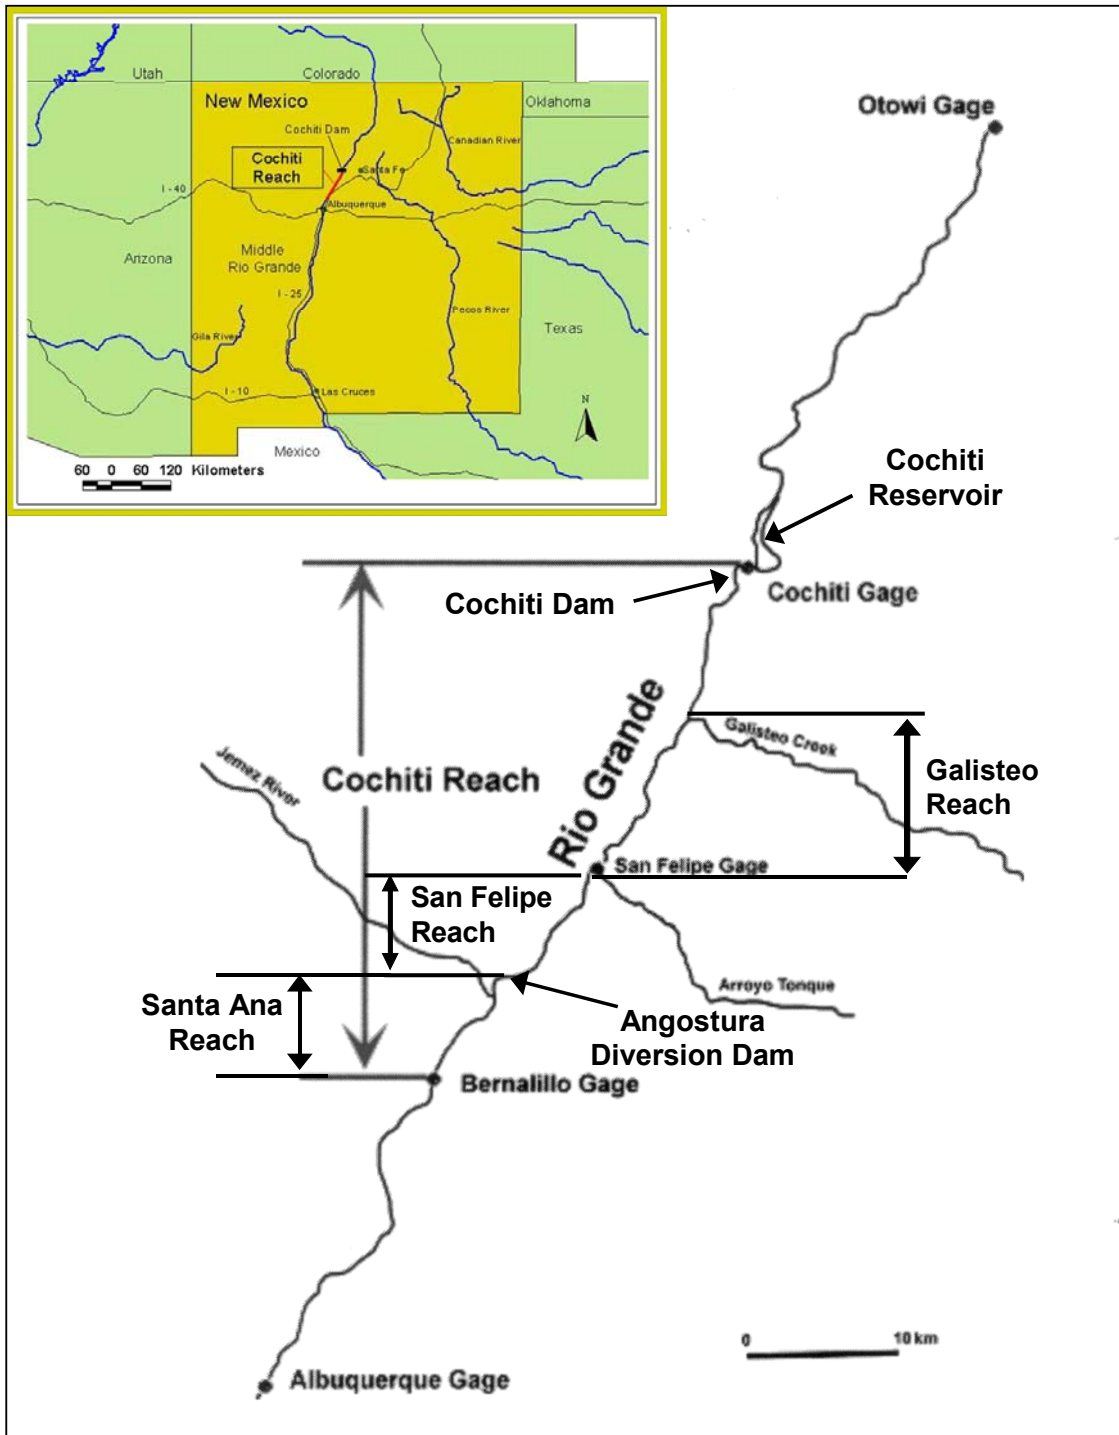 Utah
Colorado
New Mexico
Oklahoma
Cochiti Dam
Canadian River
Cochiti
Reach
Santa Fe
I - 40
Albuquerque
Arizona
Middle
Rio Grande
I - 25
Pecos River
Texas
Gila River
I - 10
Las Cruces
N
Mexico
60 0 60 120 Kilometers
Otowi Gage
Cochiti
Reservoir
Cochiti Dam
Cochiti Gage
Rio Grande
Galisteo Creek
Jemez River
Cochiti Reach
Galisteo
Reach
San Felipe Gage
San Felipe
Reach
Arroyo Tonque
Santa Ana
Reach
Angostura
Diversion Dam
Bernalillo Gage
0 10 km
Albuquerque Gage